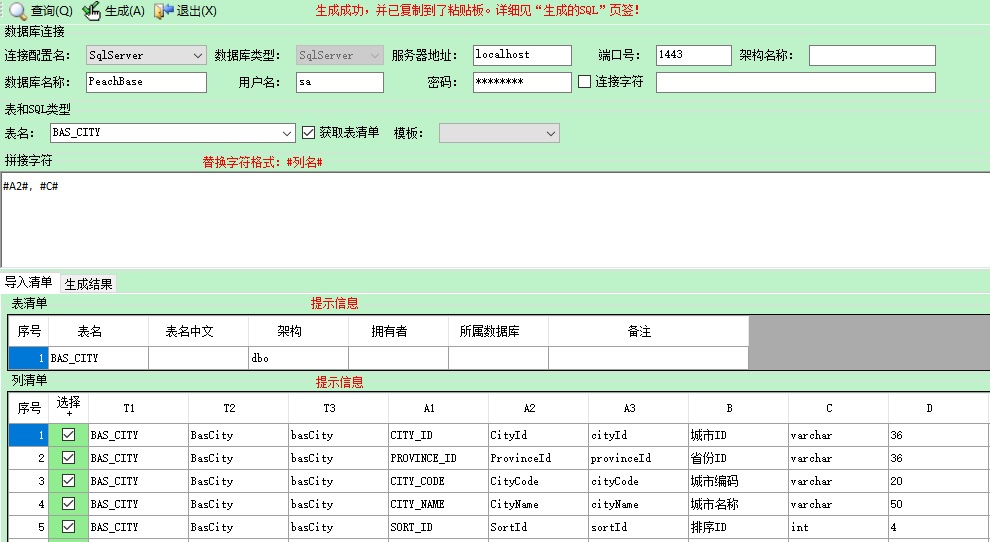 查询(Q) 生成(A) 退出(X) 生成成功，并已复制到了粘贴板。详细见“生成的SQL”页签！
数据库连接
连接配置名： SqlServer 数据库类型： SqlServer 服务器地址： localhost 端口号： 1443 架构名称：
数据库名称： PeachBase 用户名： sa 密码： ******** 连接字符
表和SQL类型
表名： BAS_CITY 获取表清单 模板：
拼接字符 替换字符格式：#列名#
#A2#, #C#
导入清单 生成结果
表清单 提示信息
序号 表名 表名中文 架构 拥有者 所属数据库 备注
1 BAS_CITY dbo
列清单 提示信息
序号 选择+ T1 T2 T3 A1 A2 A3 B C D
1 BAS_CITY BasCity basCity CITY_ID CityId cityId 城市ID varchar 36
2 BAS_CITY BasCity basCity PROVINCE_ID ProvinceId provinceId 省份ID varchar 36
3 BAS_CITY BasCity basCity CITY_CODE CityCode cityCode 城市编码 varchar 20
4 BAS_CITY BasCity basCity CITY_NAME CityName cityName 城市名称 varchar 50
5 BAS_CITY BasCity basCity SORT_ID SortId sortId 排序ID int 4